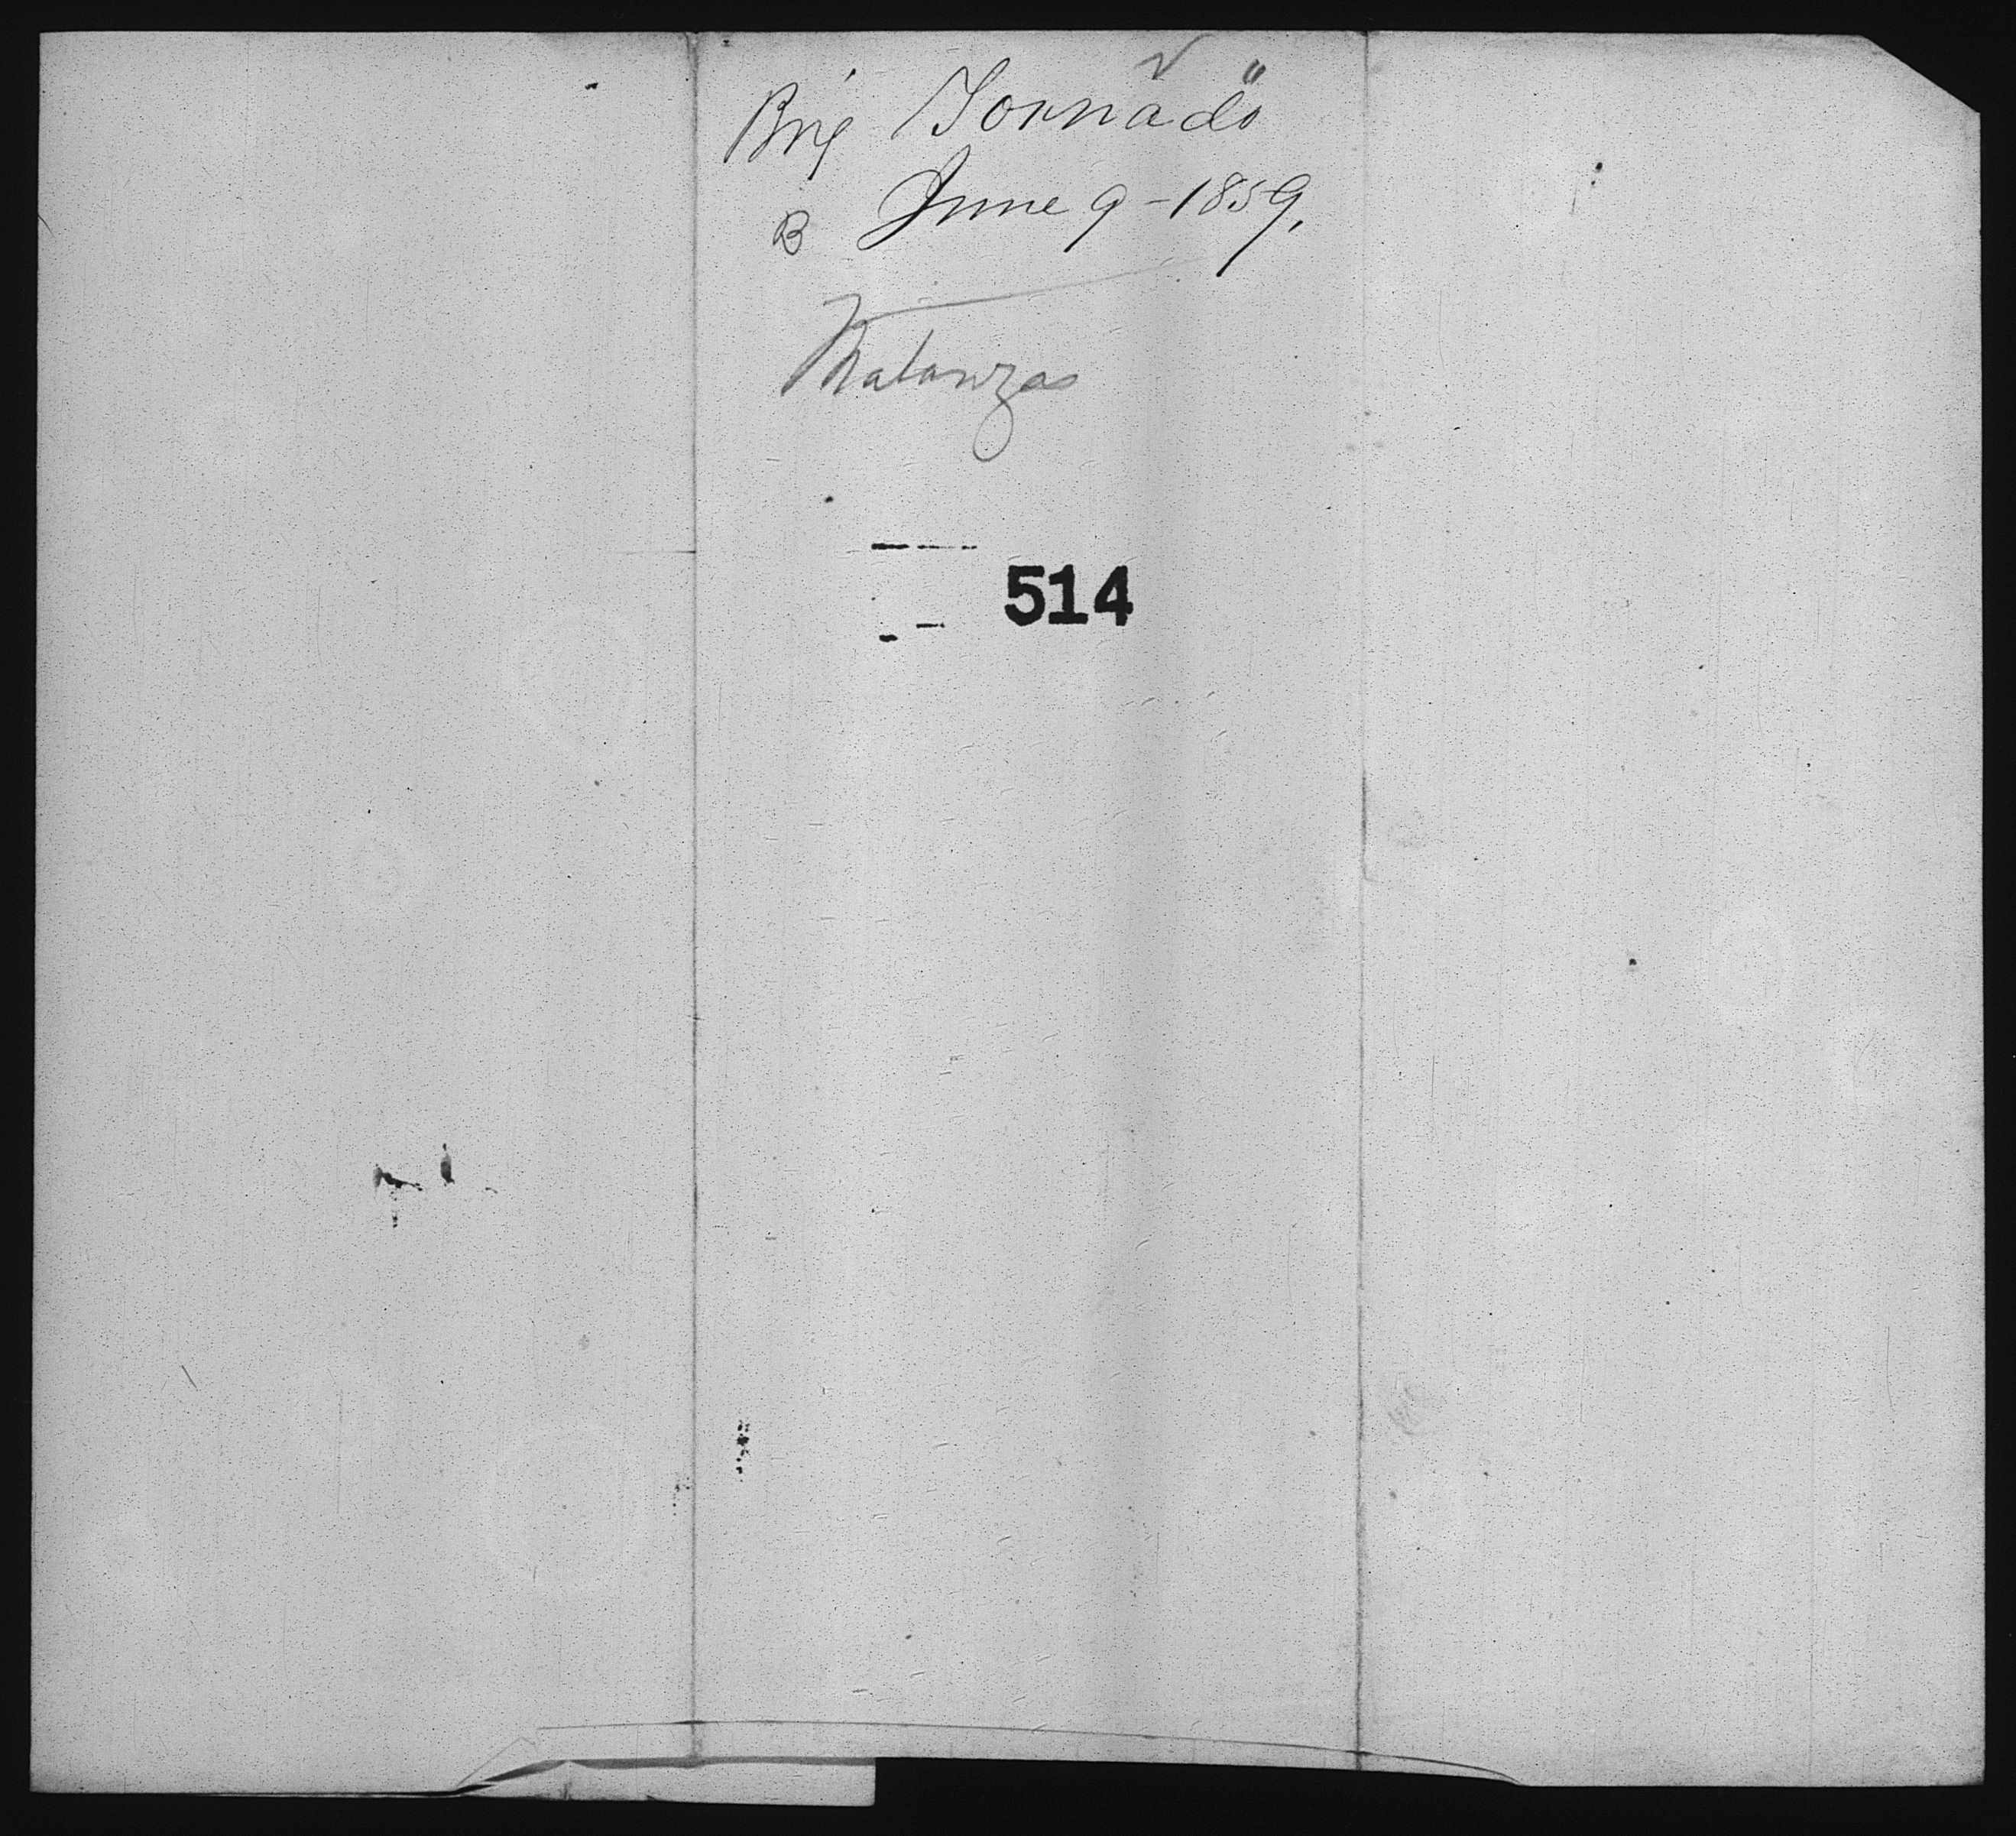 Brig Tornado"
B June 9-1859.
Matanzas
514